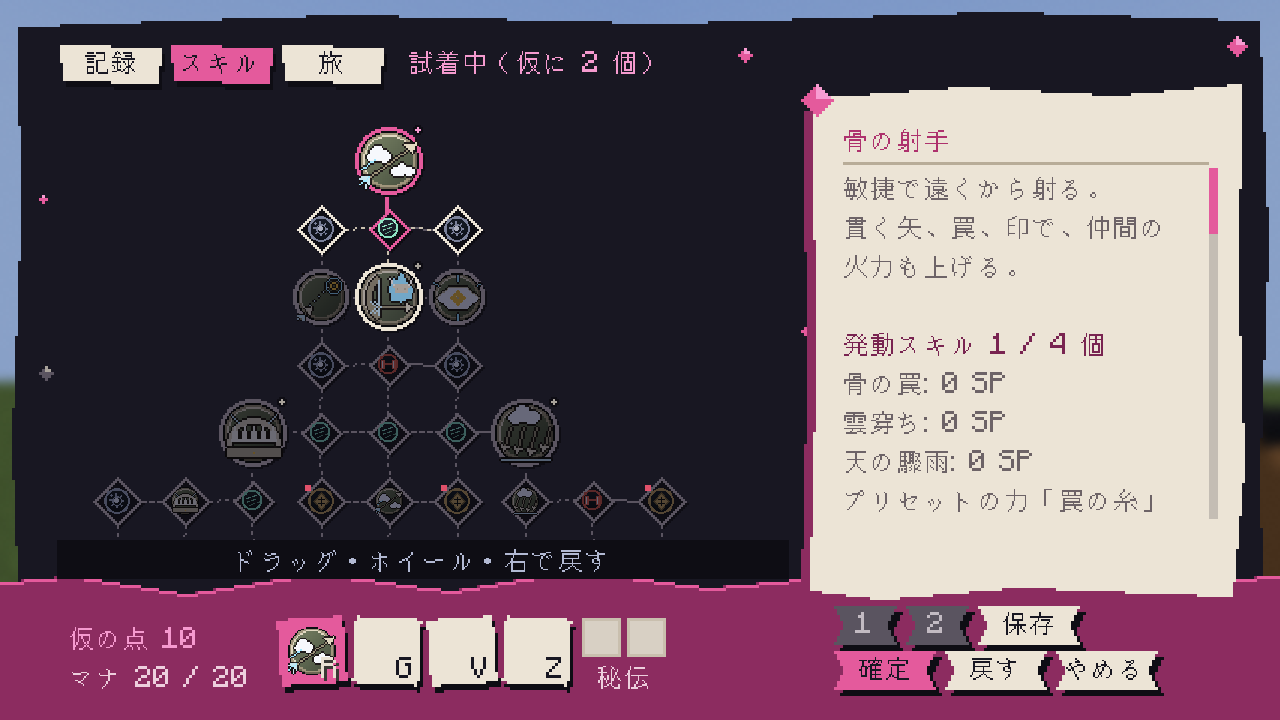 記録 スキル 旅 試着中（仮に 2 個）
骨の射手
敏捷で遠くから射る。
貫く矢、罠、印で、仲間の
火力も上げる。
発動スキル 1 / 4 個
骨の罠: 0 SP
雲穿ち: 0 SP
天の驟雨: 0 SP
プリセットの力「罠の糸」
ドラッグ・ホイール・右で戻す
仮の点 10
マナ 20 / 20
R G V Z
秘伝
1 2 保存
確定 戻す やめる